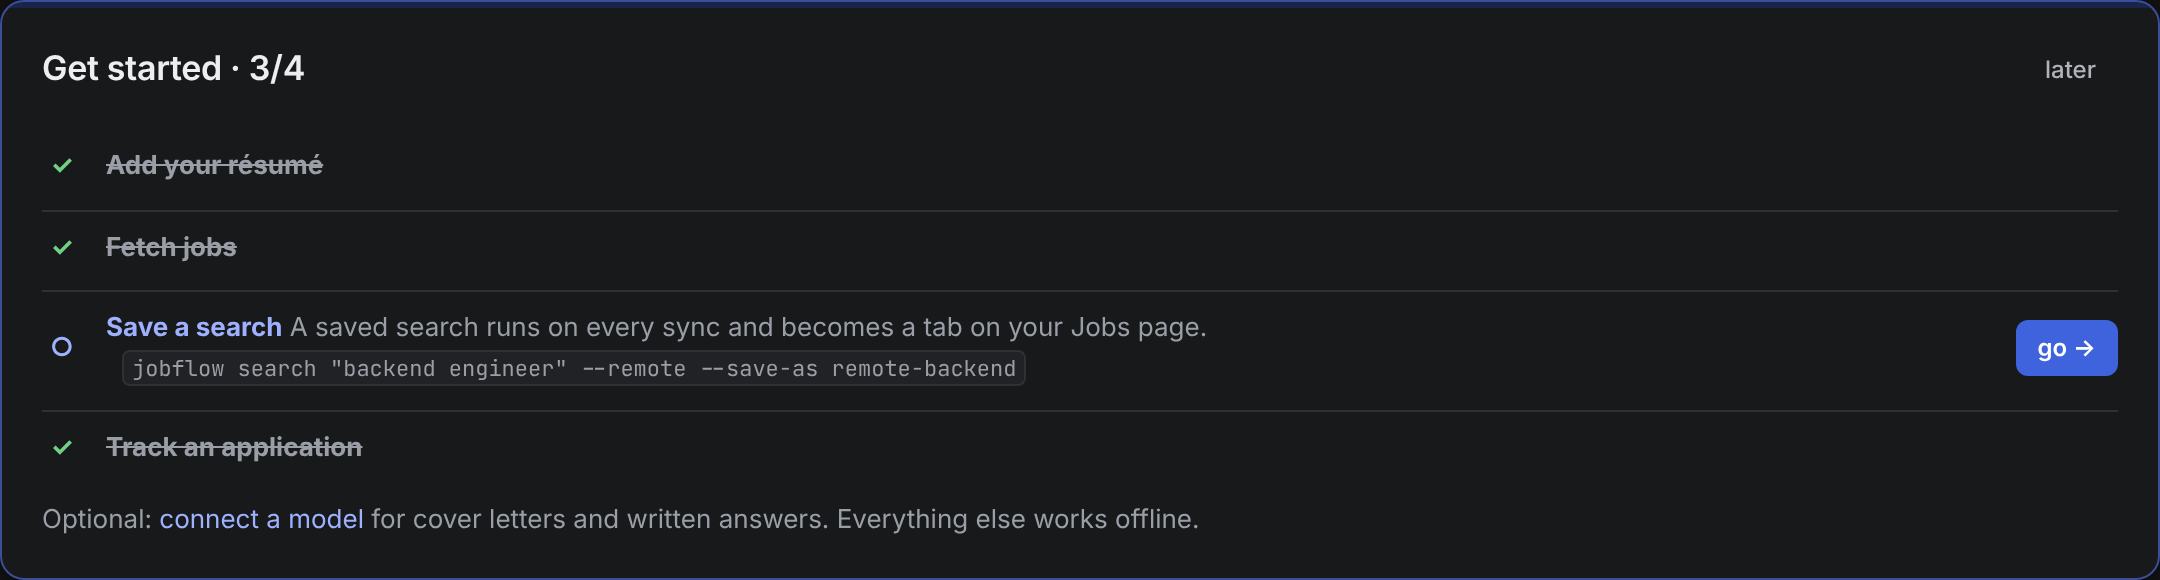 Get started · 3/4
later
Add your résumé
Fetch jobs
Save a search A saved search runs on every sync and becomes a tab on your Jobs page.
jobflow search "backend engineer" --remote --save-as remote-backend
go →
Track an application
Optional: connect a model for cover letters and written answers. Everything else works offline.